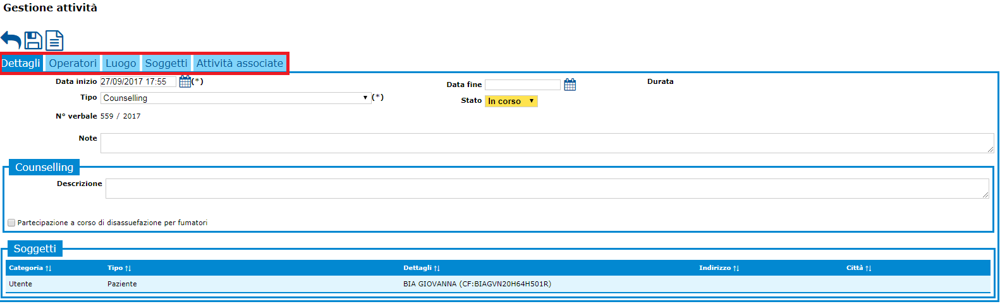 Gestione attività
Dettagli Operatori Luogo Soggetti Attività associate
Data inizio 27/09/2017 17:55 (*) Data fine Durata
Tipo Counselling (*) Stato In corso
N° verbale 559 / 2017
Note
Counselling
Descrizione
Partecipazione a corso di disassuefazione per fumatori
Soggetti
Categoria Tipo Dettagli Indirizzo Città
Utente Paziente BIA GIOVANNA (CF:BIAGVN20H64H501R)